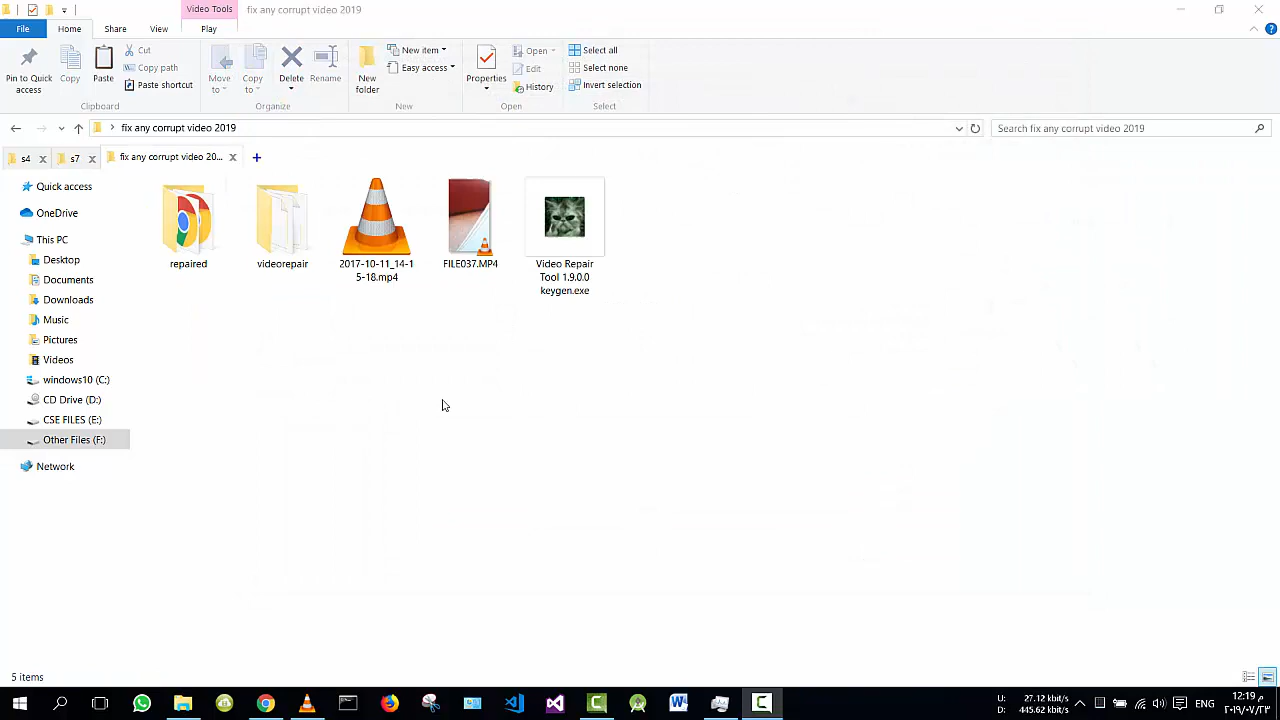 Video Tools
fix any corrupt video 2019
File
Home
Share
View
Play
Pin to Quick access
Copy
Paste
Cut
Copy path
Paste shortcut
Clipboard
Move to
Copy to
Delete
Rename
Organize
New folder
New item
Easy access
New
Properties
Open
Edit
History
Open
Select all
Select none
Invert selection
Select
fix any corrupt video 2019
Search fix any corrupt video 2019
s4
s7
fix any corrupt video 20...
Quick access
OneDrive
This PC
Desktop
Documents
Downloads
Music
Pictures
Videos
windows10 (C:)
CD Drive (D:)
CSE FILES (E:)
Other Files (F:)
Network
repaired
videorepair
2017-10-11_14-1
5-18.mp4
FILE037.MP4
Video Repair
Tool 1.9.0.0
keygen.exe
5 items
U: 27.12 kbit/s
D: 445.62 kbit/s
ENG
12:19 م